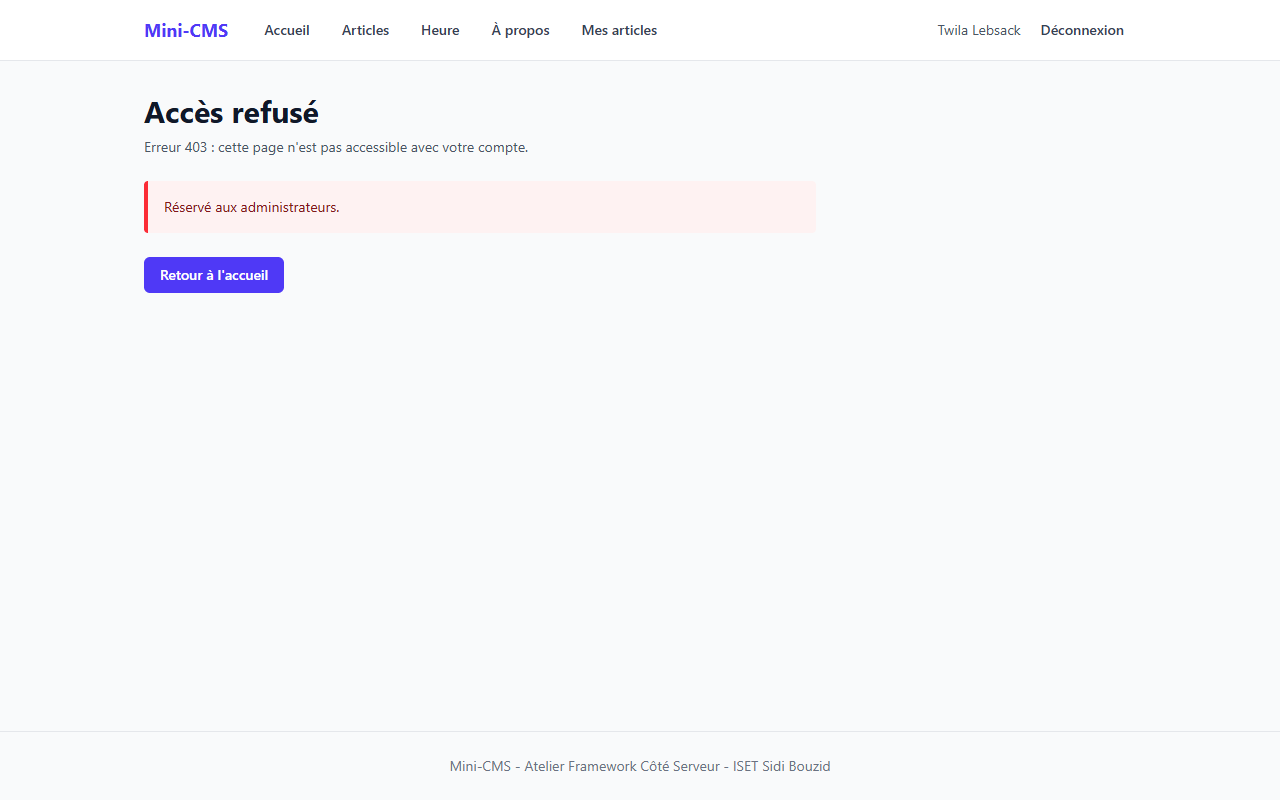 Mini-CMS Accueil Articles Heure À propos Mes articles Twila Lebsack Déconnexion
Accès refusé
Erreur 403 : cette page n'est pas accessible avec votre compte.
Réservé aux administrateurs.
Retour à l'accueil
Mini-CMS - Atelier Framework Côté Serveur - ISET Sidi Bouzid